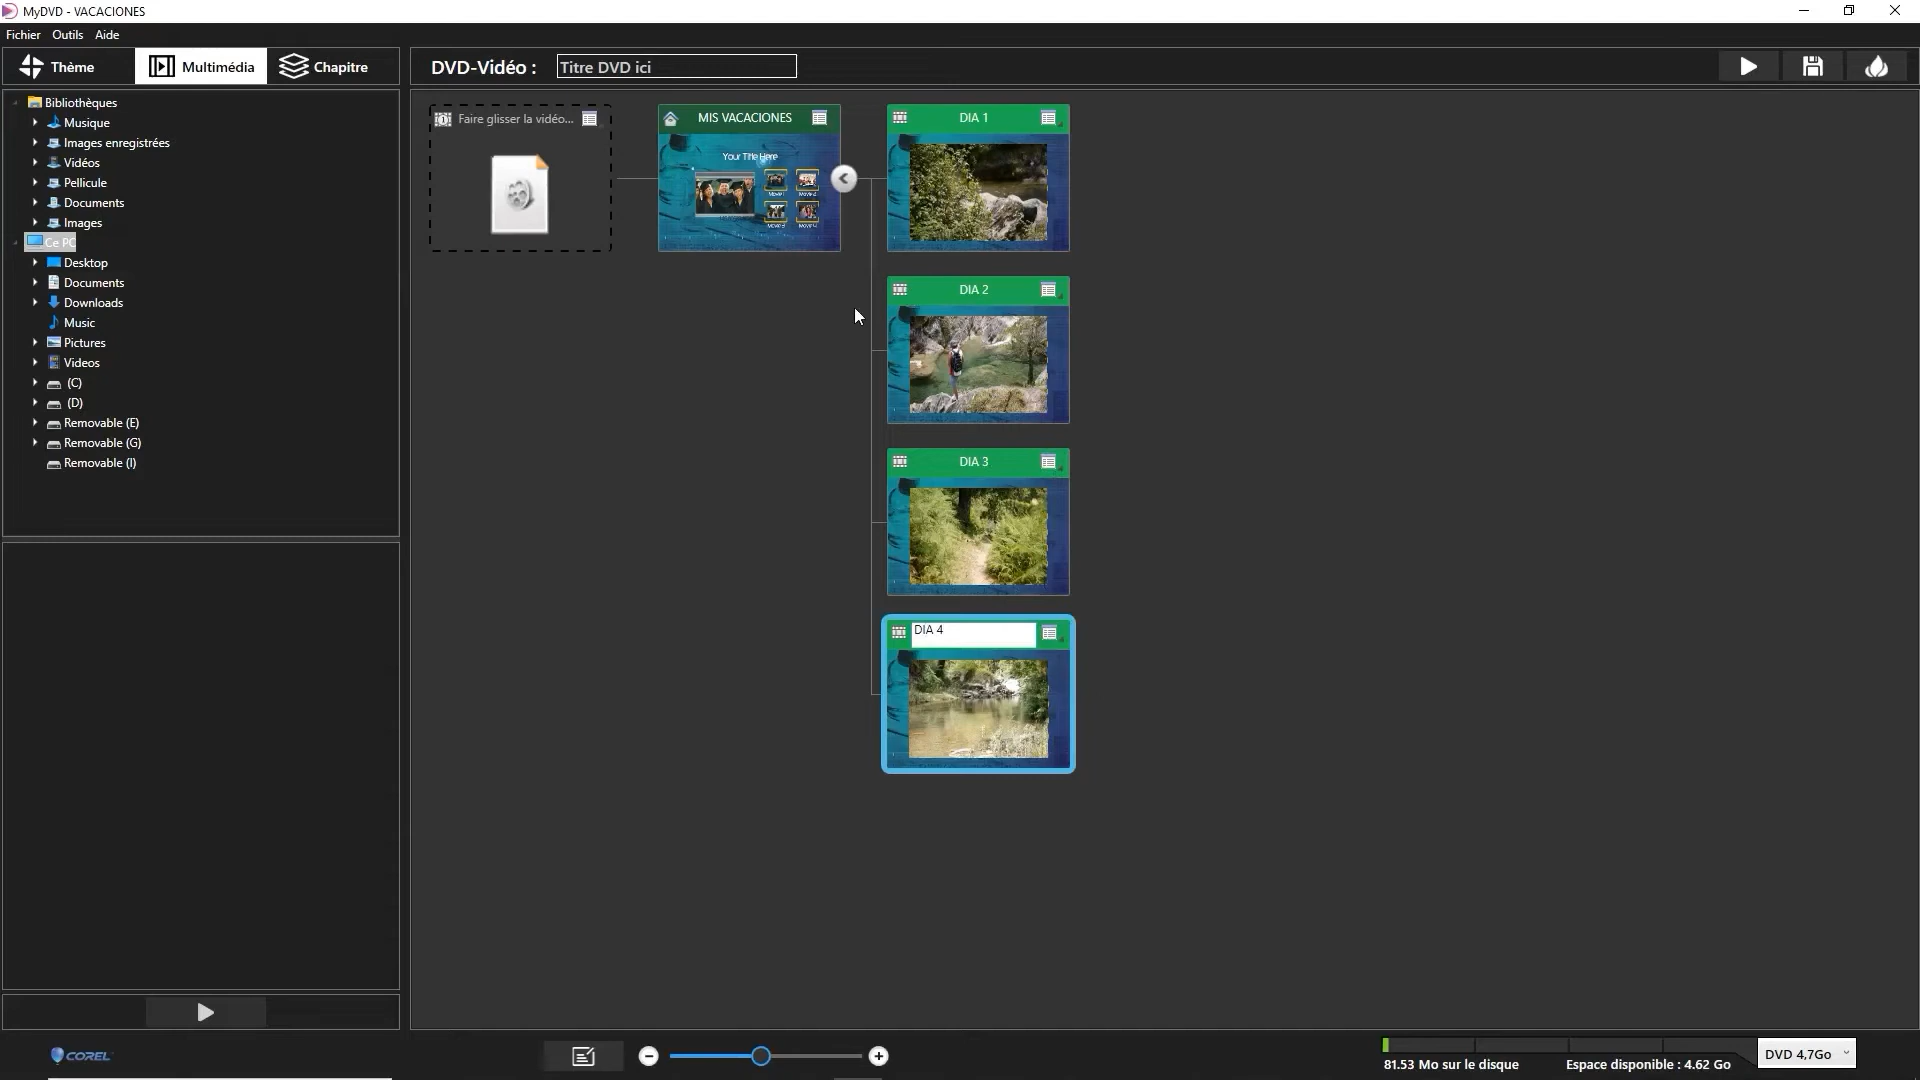 MyDVD - VACACIONES
Fichier Outils Aide
Thème Multimédia Chapitre
DVD-Vidéo : Titre DVD ici
Bibliothèques
Musique
Images enregistrées
Vidéos
Pellicule
Documents
Images
Ce PC
Desktop
Documents
Downloads
Music
Pictures
Videos
(C)
(D)
Removable (E)
Removable (G)
Removable (I)
Faire glisser la vidéo...
MIS VACACIONES
Your Title Here
DIA 1
DIA 2
DIA 3
DIA 4
COREL
81.53 Mo sur le disque
Espace disponible : 4.62 Go
DVD 4,7Go